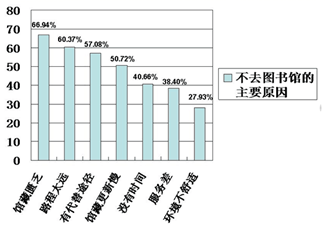 80
70
60
50
40
30
20
10
0
66.94%
60.37%
57.08%
50.72%
40.66%
38.40%
27.93%
馆藏匮乏
路程太远
有代替途径
馆藏更新慢
没有时间
服务差
环境不舒适
不去图书馆的
主要原因